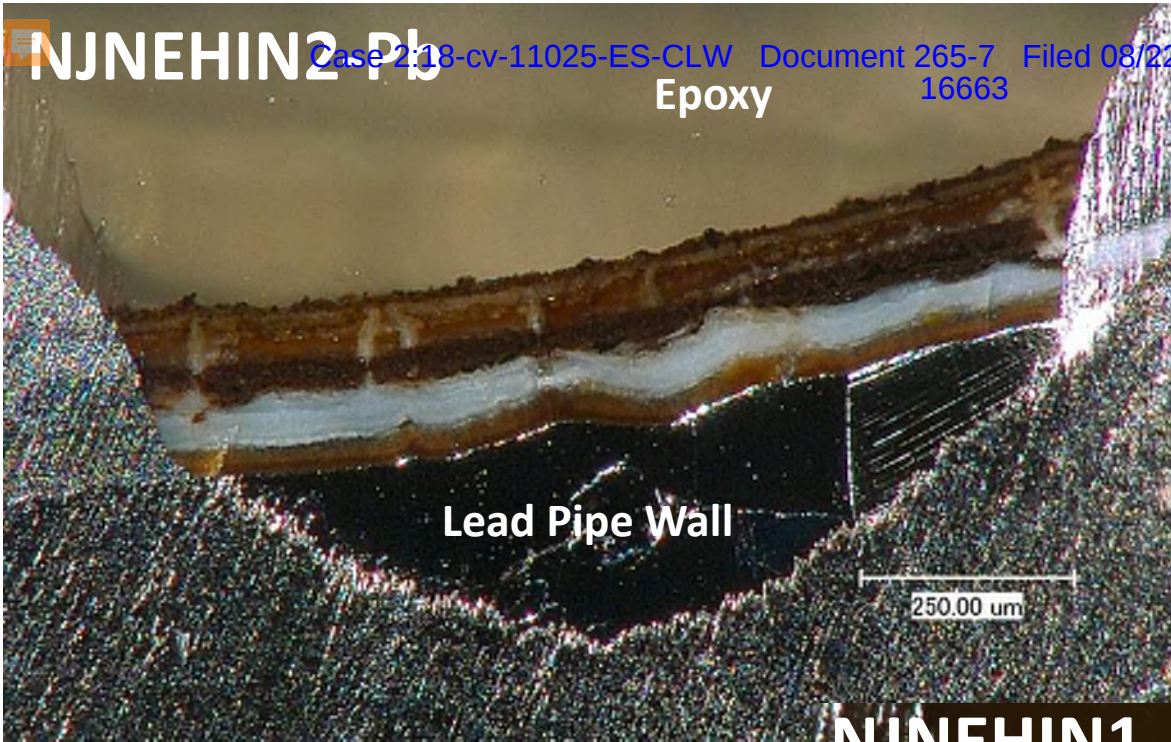 NJNEHIN2-Pb
Case 2:18-cv-11025-ES-CLW Document 265-7 Filed 08/22
16663
Epoxy
Lead Pipe Wall
250.00 um
NJNEHIN1